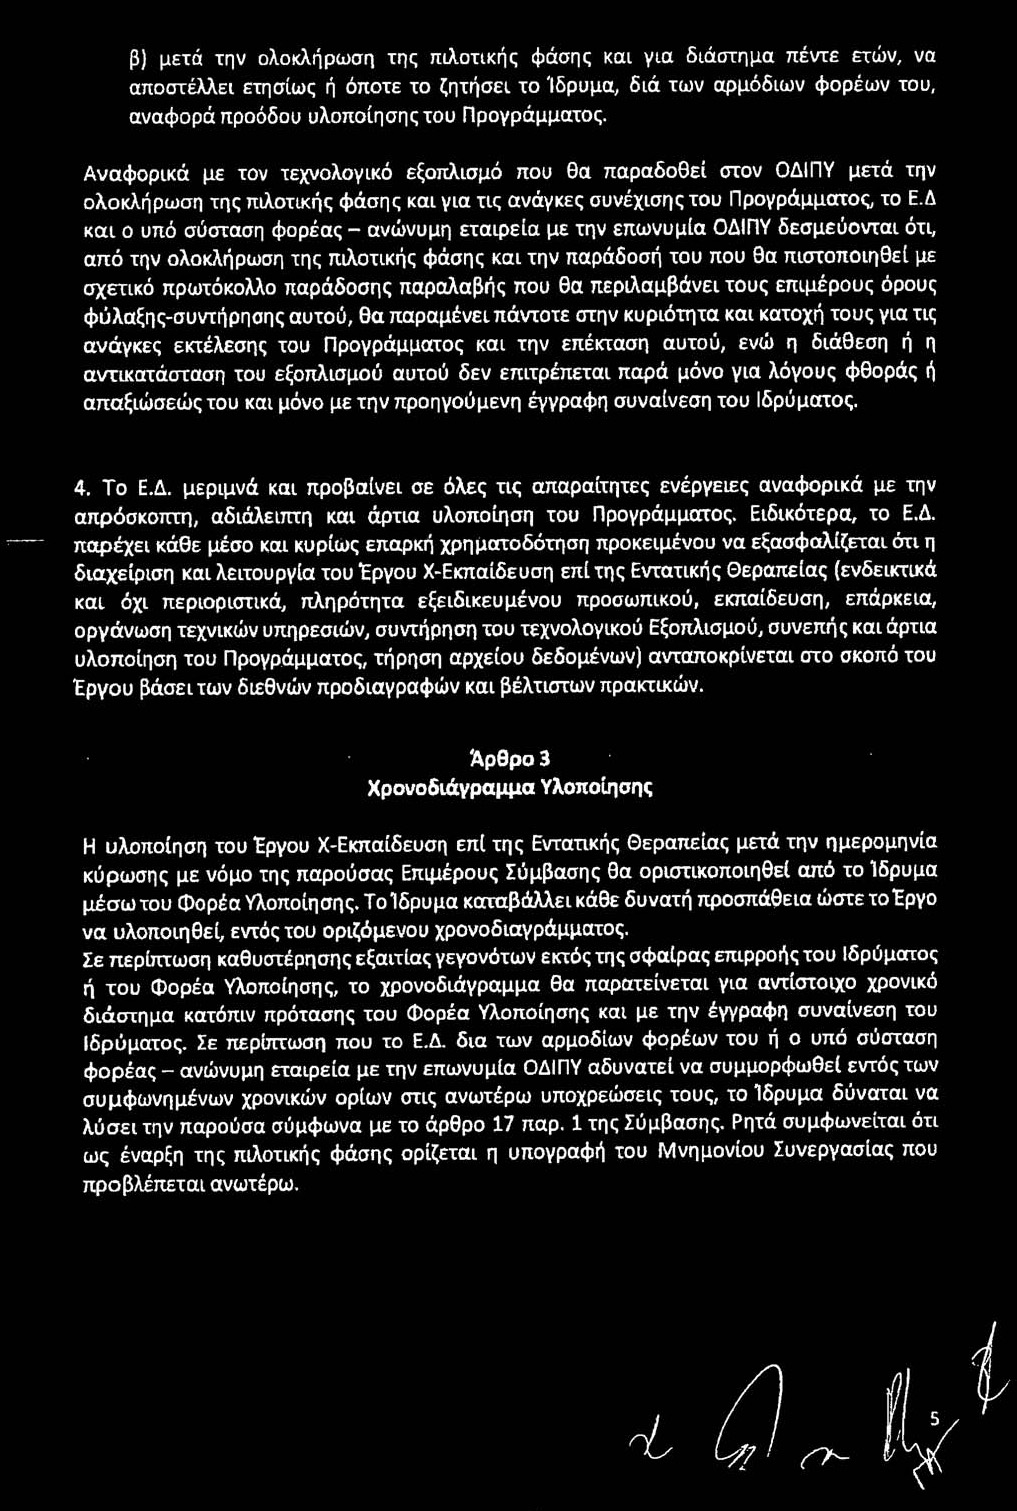 β) μετά την ολοκλήρωση της πιλοτικής φάσης και για διάστημα πέντε ετών, να
αποστέλλει ετησίως ή όποτε το ζητήσει το Ίδρυμα, διά των αρμόδιων φορέων του,
αναφορά προόδου υλοποίησης του Προγράμματος.
Αναφορικά με τον τεχνολογικό εξοπλισμό που θα παραδοθεί στον ΟΔΙΠΥ μετά την
ολοκλήρωση της πιλοτικής φάσης και για τις ανάγκες συνέχισης του Προγράμματος, το Ε.Δ
και ο υπό σύσταση φορέας – ανώνυμη εταιρεία με την επωνυμία ΟΔΙΠΥ δεσμεύονται ότι,
από την ολοκλήρωση της πιλοτικής φάσης και την παράδοσή του που θα πιστοποιηθεί με
σχετικό πρωτόκολλο παράδοσης παραλαβής που θα περιλαμβάνει τους επιμέρους όρους
φύλαξης-συντήρησης αυτού, θα παραμένει πάντοτε στην κυριότητα και κατοχή τους για τις
ανάγκες εκτέλεσης του Προγράμματος και την επέκταση αυτού, ενώ η διάθεση ή η
αντικατάσταση του εξοπλισμού αυτού δεν επιτρέπεται παρά μόνο για λόγους φθοράς ή
απαξιώσεώς του και μόνο με την προηγούμενη έγγραφη συναίνεση του Ιδρύματος.
4. Το Ε.Δ. μεριμνά και προβαίνει σε όλες τις απαραίτητες ενέργειες αναφορικά με την
απρόσκοπτη, αδιάλειπτη και άρτια υλοποίηση του Προγράμματος. Ειδικότερα, το Ε.Δ.
παρέχει κάθε μέσο και κυρίως επαρκή χρηματοδότηση προκειμένου να εξασφαλίζεται ότι η
διαχείριση και λειτουργία του Έργου Χ-Εκπαίδευση επί της Εντατικής Θεραπείας (ενδεικτικά
και όχι περιοριστικά, πληρότητα εξειδικευμένου προσωπικού, εκπαίδευση, επάρκεια,
οργάνωση τεχνικών υπηρεσιών, συντήρηση του τεχνολογικού Εξοπλισμού, συνεπής και άρτια
υλοποίηση του Προγράμματος, τήρηση αρχείου δεδομένων) ανταποκρίνεται στο σκοπό του
Έργου βάσει των διεθνών προδιαγραφών και βέλτιστων πρακτικών.
Άρθρο 3
Χρονοδιάγραμμα Υλοποίησης
Η υλοποίηση του Έργου Χ-Εκπαίδευση επί της Εντατικής Θεραπείας μετά την ημερομηνία
κύρωσης με νόμο της παρούσας Επιμέρους Σύμβασης θα οριστικοποιηθεί από το Ίδρυμα
μέσω του Φορέα Υλοποίησης. Το Ίδρυμα καταβάλλει κάθε δυνατή προσπάθεια ώστε το Έργο
να υλοποιηθεί, εντός του οριζόμενου χρονοδιαγράμματος.
Σε περίπτωση καθυστέρησης εξαιτίας γεγονότων εκτός της σφαίρας επιρροής του Ιδρύματος
ή του Φορέα Υλοποίησης, το χρονοδιάγραμμα θα παρατείνεται για αντίστοιχο χρονικό
διάστημα κατόπιν πρότασης του Φορέα Υλοποίησης και με την έγγραφη συναίνεση του
Ιδρύματος. Σε περίπτωση που το Ε.Δ. δια των αρμοδίων φορέων του ή ο υπό σύσταση
φορέας – ανώνυμη εταιρεία με την επωνυμία ΟΔΙΠΥ αδυνατεί να συμμορφωθεί εντός των
συμφωνημένων χρονικών ορίων στις ανωτέρω υποχρεώσεις τους, το Ίδρυμα δύναται να
λύσει την παρούσα σύμφωνα με το άρθρο 17 παρ. 1 της Σύμβασης. Ρητά συμφωνείται ότι
ως έναρξη της πιλοτικής φάσης ορίζεται η υπογραφή του Μνημονίου Συνεργασίας που
προβλέπεται ανωτέρω.
5